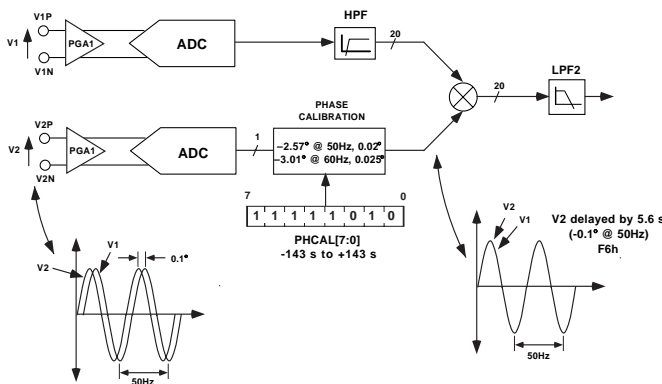 HPF
V1P
V1
PGA1
V1N
ADC
20
LPF2
20
PHASE
CALIBRATION
V2P
V2
PGA1
V2N
ADC
1
–2.57° @ 50Hz, 0.02°
–3.01° @ 60Hz, 0.025°
7 0
1 1 1 1 1 0 1 0
PHCAL[7:0]
-143 s to +143 s
V2
V1
V2 delayed by 5.6 s
(-0.1° @ 50Hz)
F6h
V1
V2
0.1°
50Hz
50Hz